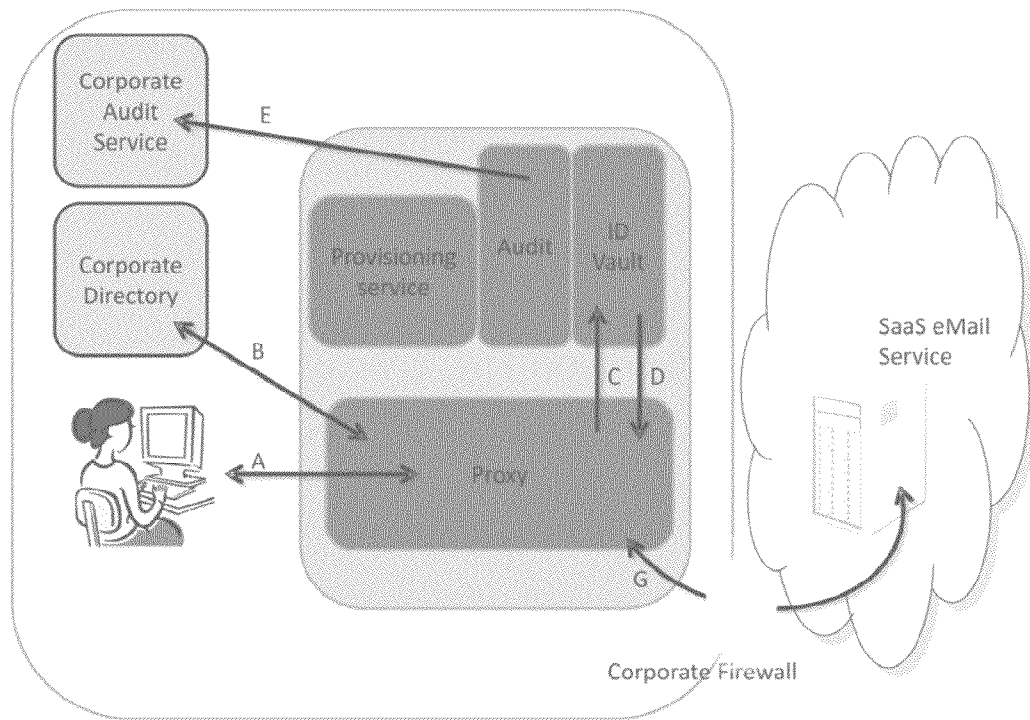 Corporate
Audit
Service
E
Corporate
Directory
Provisioning
service
Audit
ID
Vault
B
C
D
A
Proxy
G
SaaS eMail
Service
Corporate Firewall